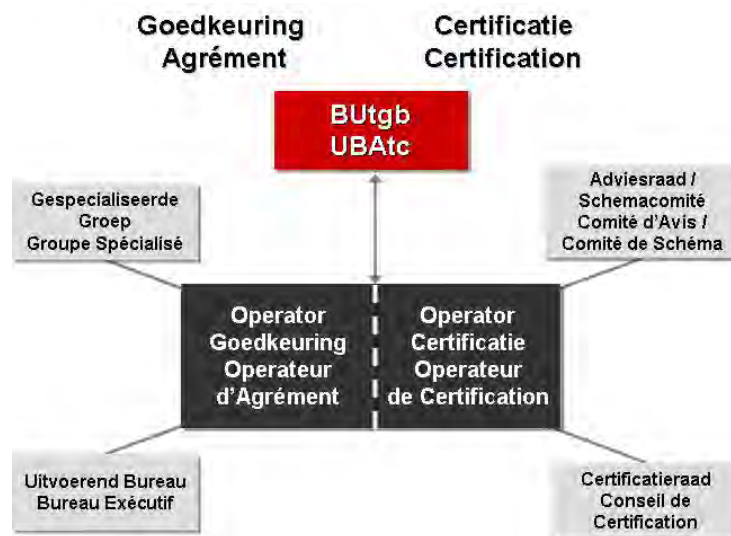 Goedkeuring
Agrément
Certificatie
Certification
BUtgb
UBAtc
Gespecialiseerde
Groep
Groupe Spécialisé
Adviesraad /
Schemacomité
Comité d'Avis /
Comité de Schéma
Operator
Goedkeuring
Operateur
d'Agrément
Operator
Certificatie
Operateur
de Certification
Uitvoerend Bureau
Bureau Exécutif
Certificatieraad
Conseil de
Certification